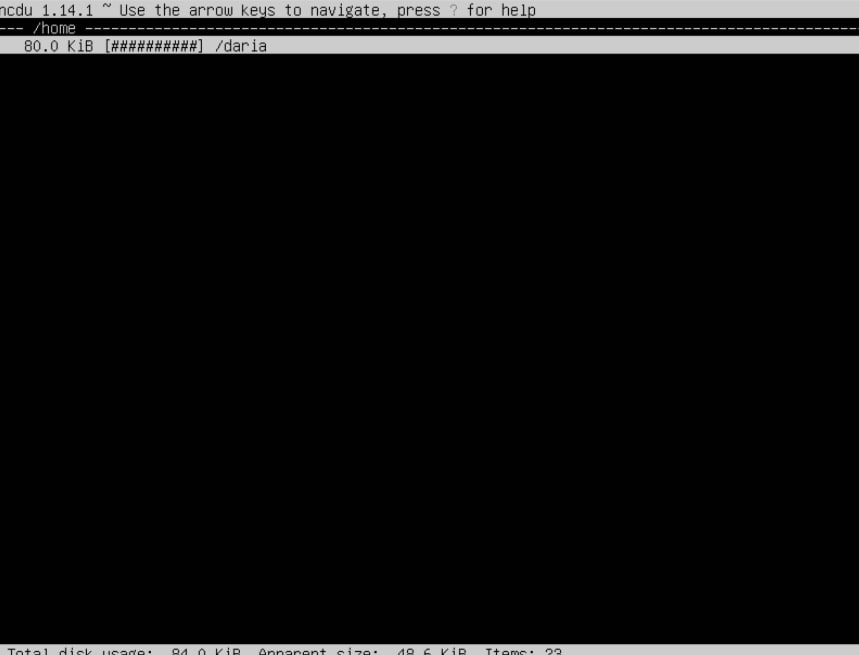 ncdu 1.14.1 ~ Use the arrow keys to navigate, press ? for help
--- /home ----------------------------------------------------------------------------------------
80.0 KiB [##########] /daria
Total disk usage: 84.0 KiB Apparent size: 48.6 KiB Items: 23